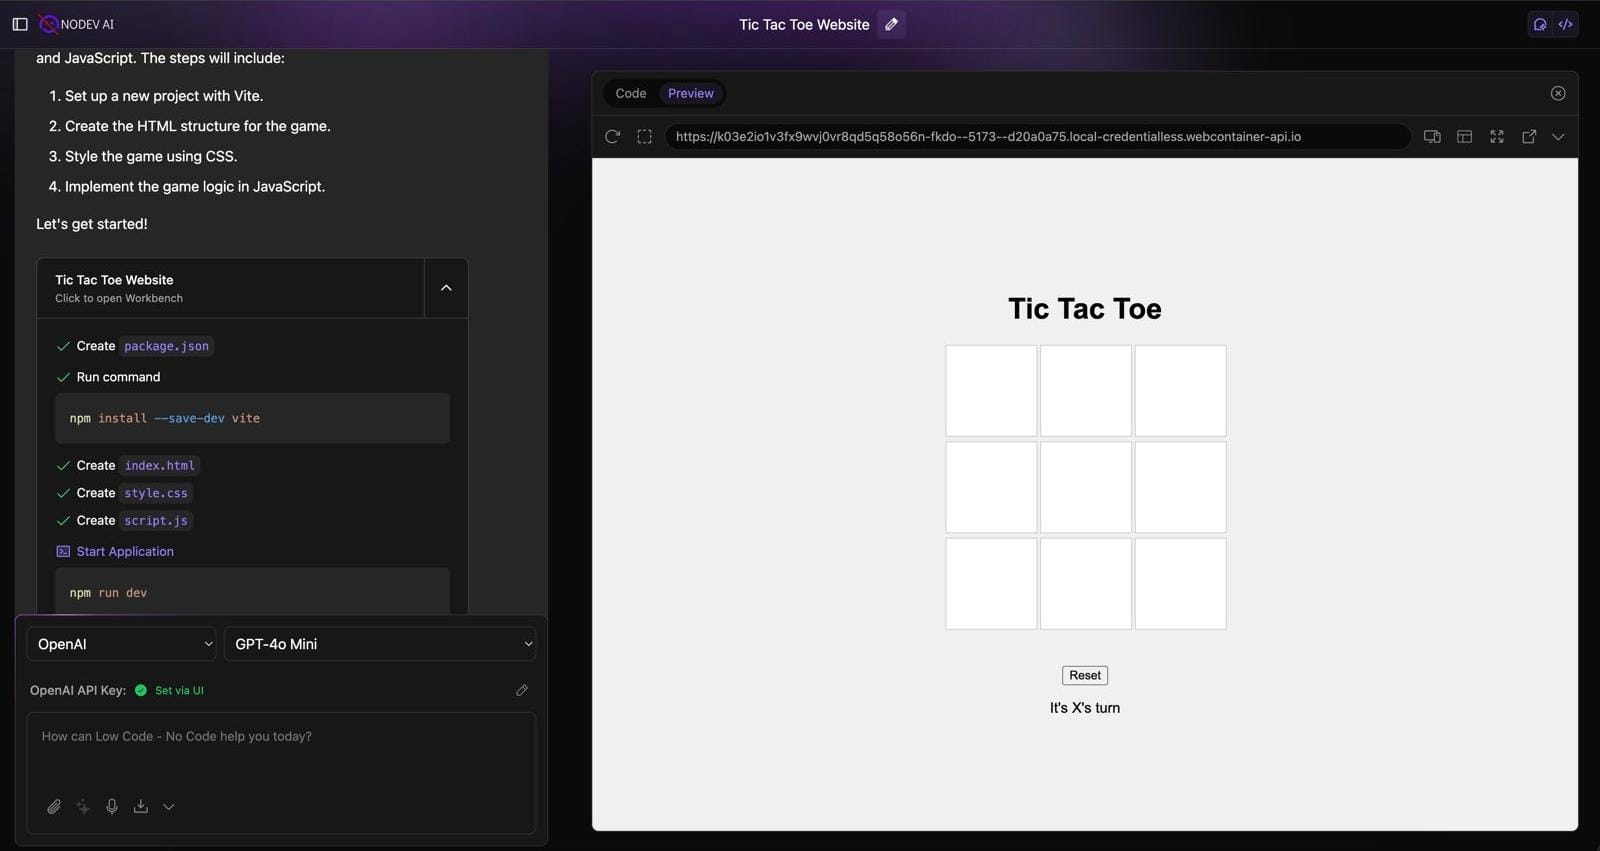 NODEV AI
Tic Tac Toe Website
and JavaScript. The steps will include:
1. Set up a new project with Vite.
2. Create the HTML structure for the game.
3. Style the game using CSS.
4. Implement the game logic in JavaScript.
Let's get started!
Tic Tac Toe Website
Click to open Workbench
Create package.json
Run command
npm install --save-dev vite
Create index.html
Create style.css
Create script.js
Start Application
npm run dev
OpenAI
GPT-4o Mini
OpenAI API Key: Set via UI
How can Low Code - No Code help you today?
Code Preview
https://k03e2io1v3fx9wvj0vr8qd5q58o56n-fkdo--5173--d20a0a75.local-credentialless.webcontainer-api.io
Tic Tac Toe
Reset
It's X's turn